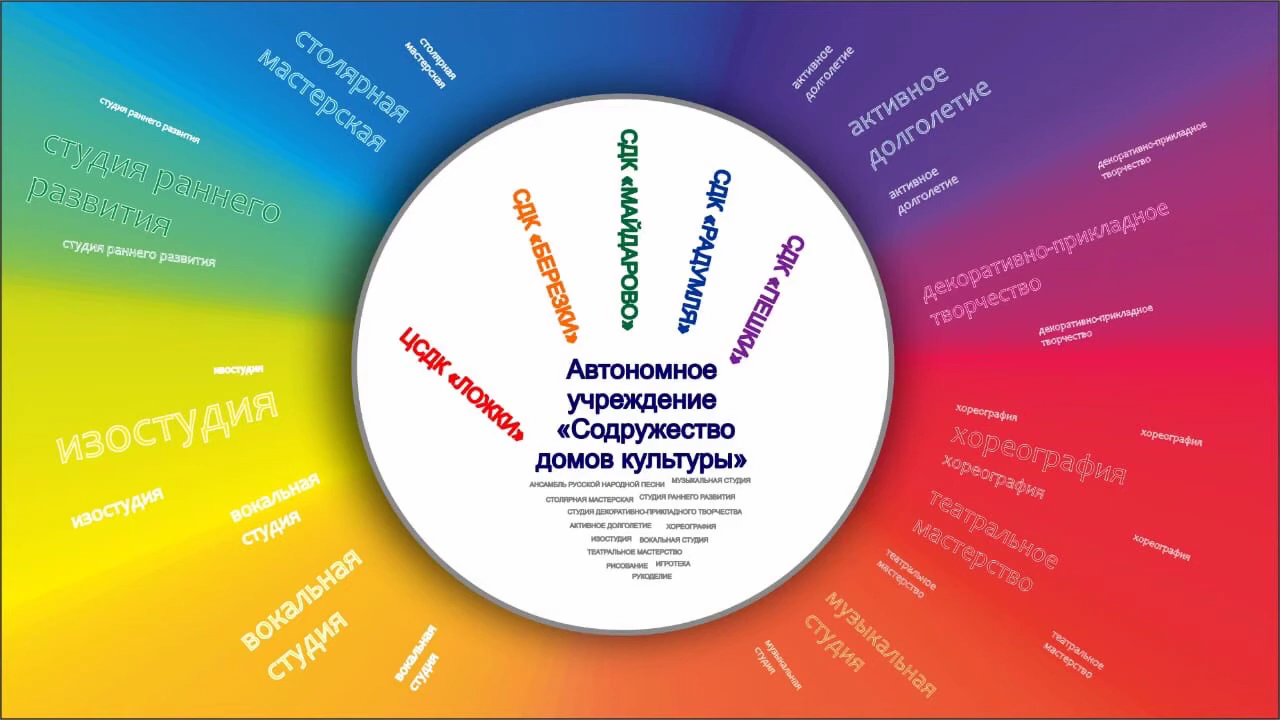 столярная
мастерская
столярная
мастерская
студия раннего развития
студия раннего
развития
студия раннего развития
изостудия
изостудия
изостудия
вокальная
студия
вокальная
студия
вокальная
студия
ЦСДК «ЛОЖКИ»
СДК «БЕРЕЗКИ»
СДК «МАЙДАРОВО»
СДК «РАДУМЛЯ»
СДК «ПЕШКИ»
Автономное
учреждение
«Содружество
домов культуры»
АНСАМБЛЬ РУССКОЙ НАРОДНОЙ ПЕСНИ МУЗЫКАЛЬНАЯ СТУДИЯ
СТОЛЯРНАЯ МАСТЕРСКАЯ СТУДИЯ РАННЕГО РАЗВИТИЯ
СТУДИЯ ДЕКОРАТИВНО-ПРИКЛАДНОГО ТВОРЧЕСТВА
АКТИВНОЕ ДОЛГОЛЕТИЕ ХОРЕОГРАФИЯ
ИЗОСТУДИЯ ВОКАЛЬНАЯ СТУДИЯ
ТЕАТРАЛЬНОЕ МАСТЕРСТВО
РИСОВАНИЕ ИГРОТЕКА
РУКОДЕЛИЕ
активное
долголетие
активное
долголетие
активное
долголетие
декоративно-прикладное
творчество
декоративно-прикладное
творчество
декоративно-прикладное
творчество
хореография
хореография
хореография
хореография
хореография
театральное
мастерство
театральное
мастерство
театральное
мастерство
музыкальная
студия
музыкальная
студия